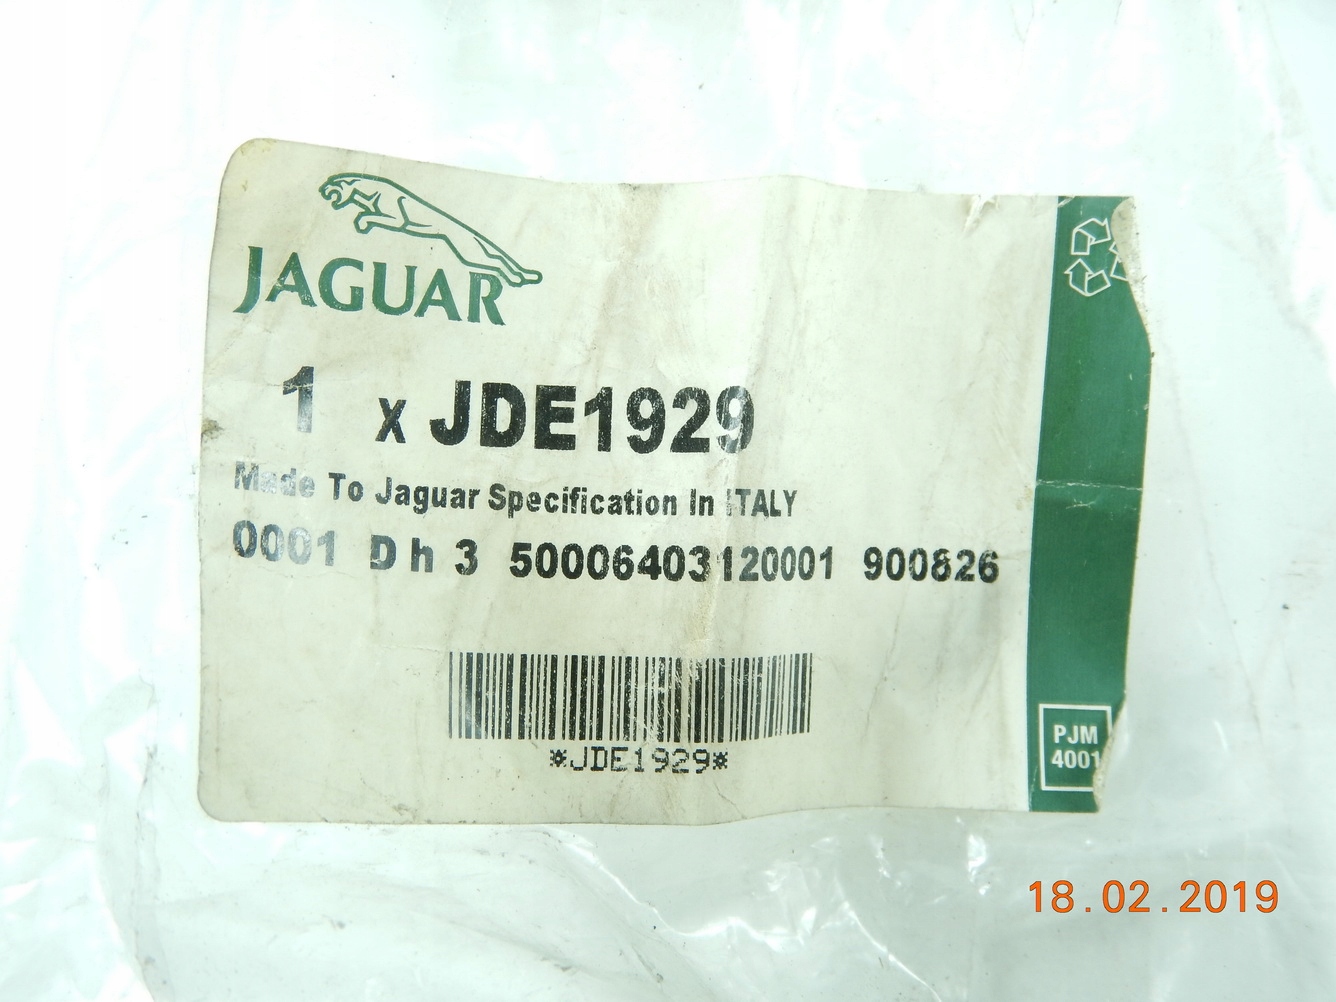 JAGUAR
1 x JDE1929
Made To Jaguar Specification In ITALY
0001 D h 3 50006403120001 900826
*JDE1929*
PJM
4001
18.02.2019